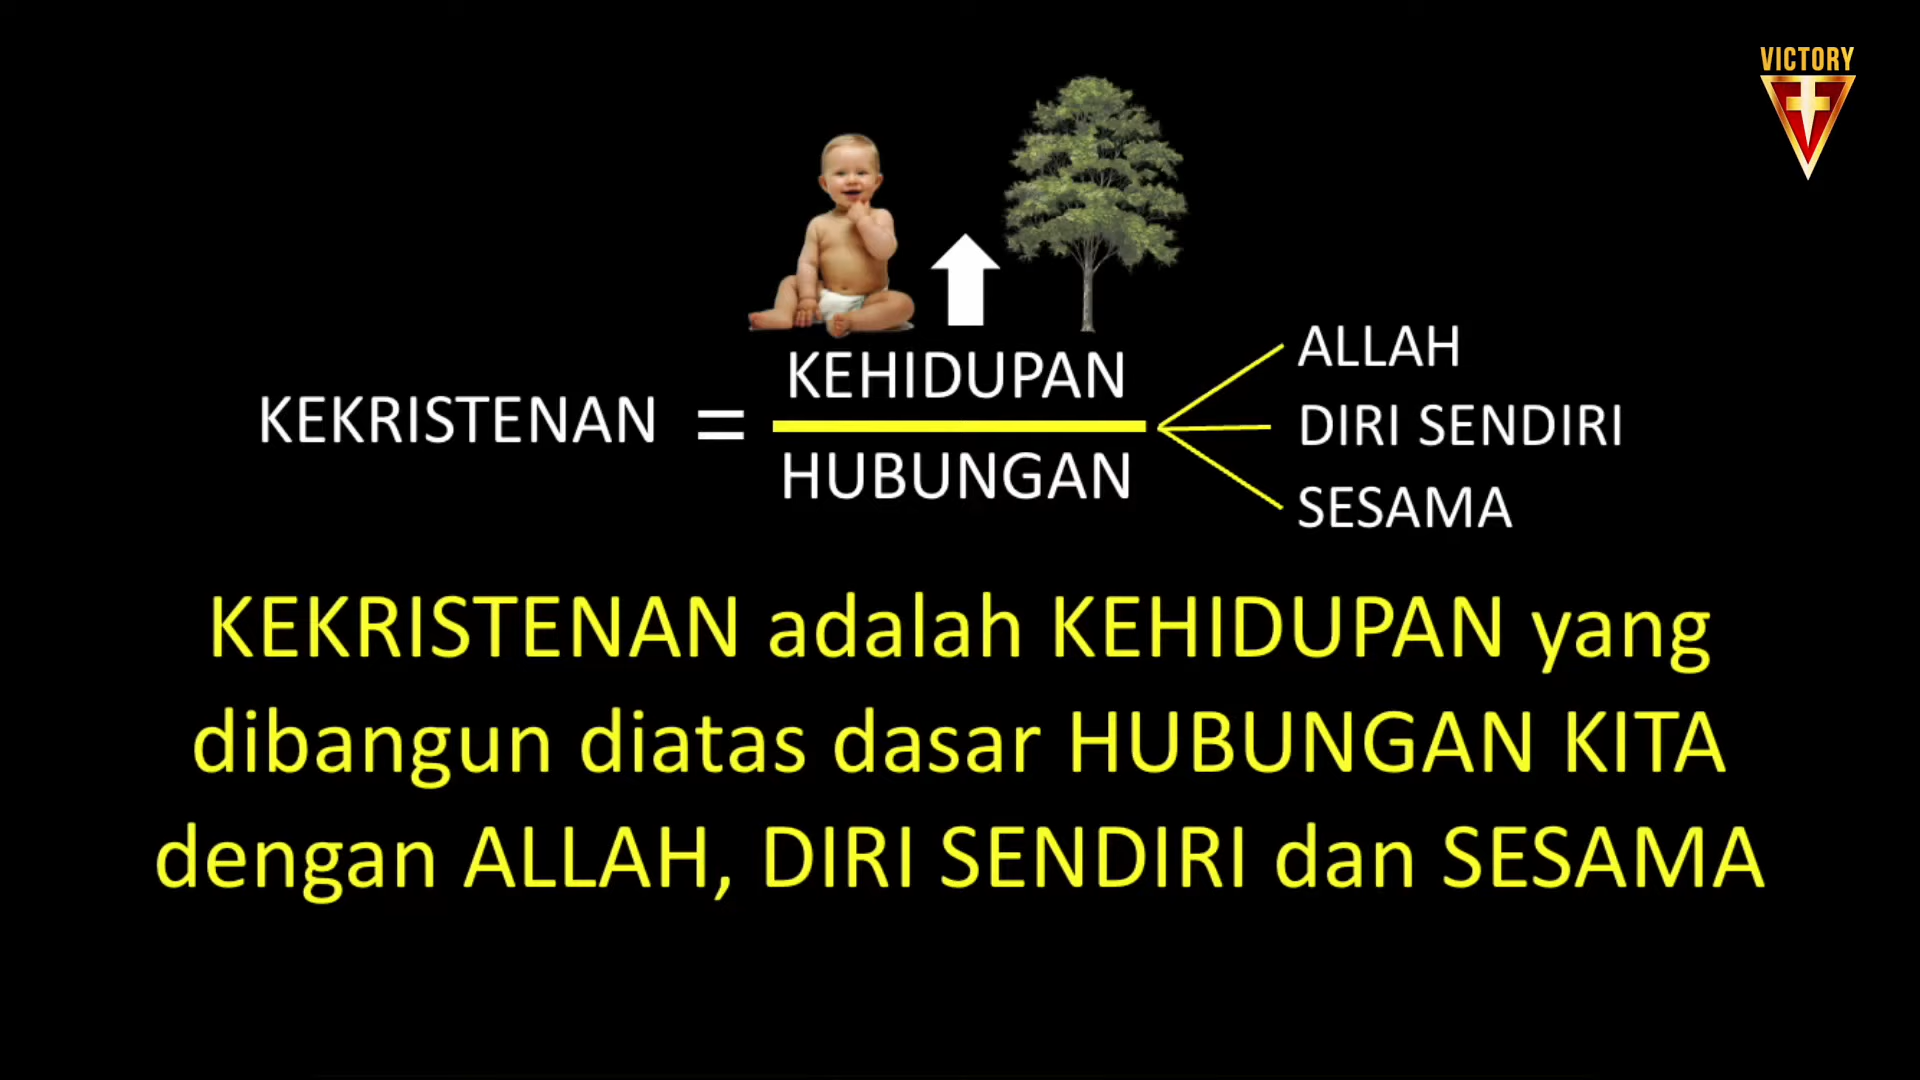 VICTORY
KEKRISTENAN = KEHIDUPAN
HUBUNGAN
ALLAH
DIRI SENDIRI
SESAMA
KEKRISTENAN adalah KEHIDUPAN yang
dibangun diatas dasar HUBUNGAN KITA
dengan ALLAH, DIRI SENDIRI dan SESAMA